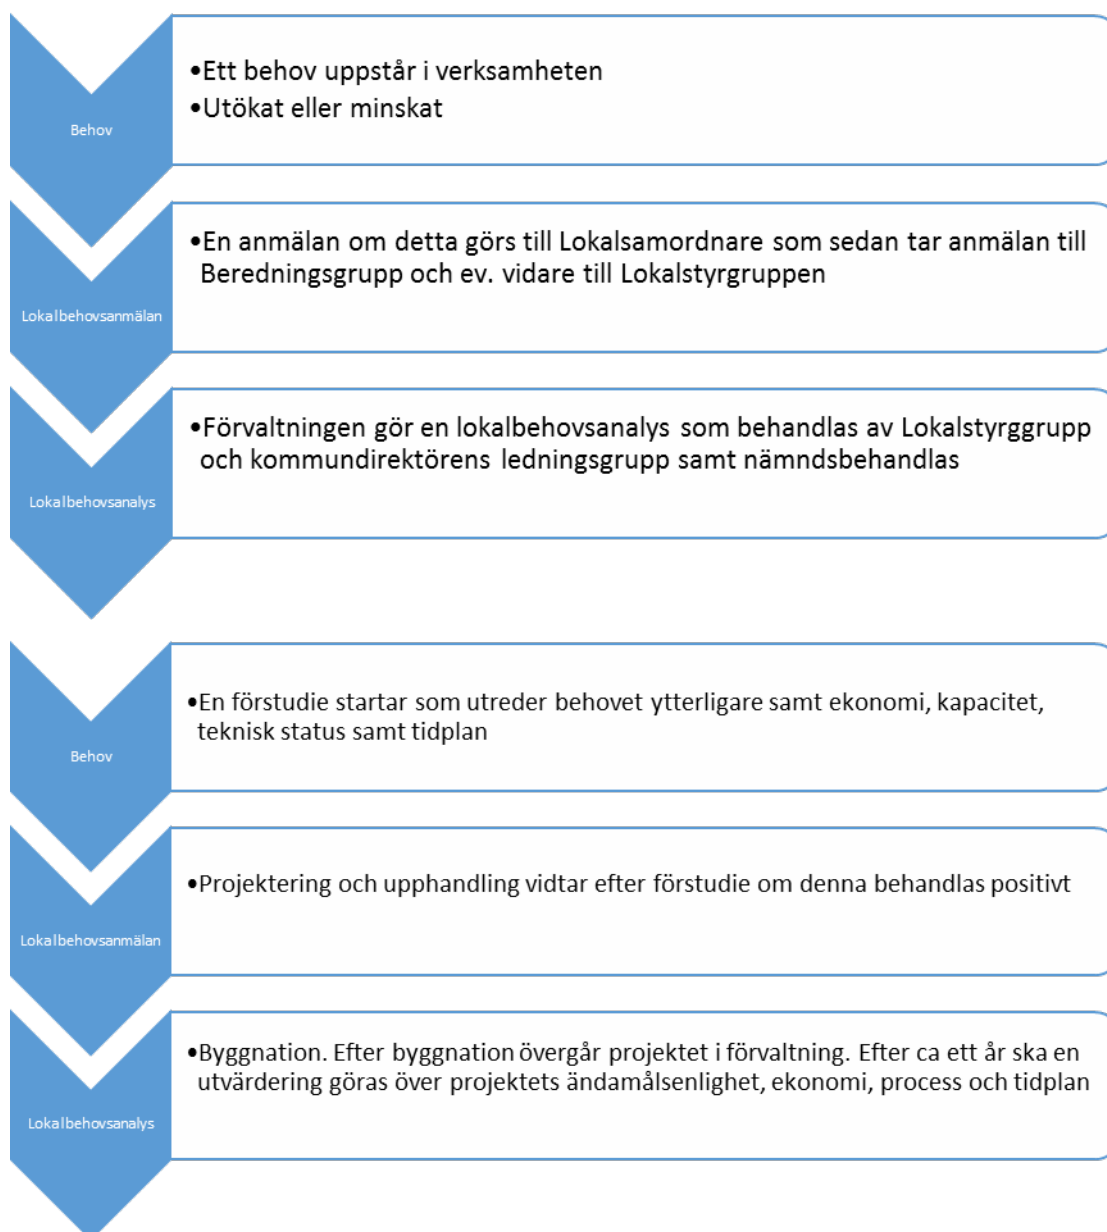 •Ett behov uppstår i verksamheten
•Utökat eller minskat
Behov
•En anmälan om detta görs till Lokalsamordnare som sedan tar anmälan till
Beredningsgrupp och ev. vidare till Lokalstyrgruppen
Lokalbehovsanmälan
•Förvaltningen gör en lokalbehovsanalys som behandlas av Lokalstyrggrupp
och kommundirektörens ledningsgrupp samt nämndsbehandlas
Lokalbehovsanalys
•En förstudie startar som utreder behovet ytterligare samt ekonomi, kapacitet,
teknisk status samt tidplan
Behov
•Projektering och upphandling vidtar efter förstudie om denna behandlas positivt
Lokalbehovsanmälan
•Byggnation. Efter byggnation övergår projektet i förvaltning. Efter ca ett år ska en
utvärdering göras över projektets ändamålsenlighet, ekonomi, process och tidplan
Lokalbehovsanalys